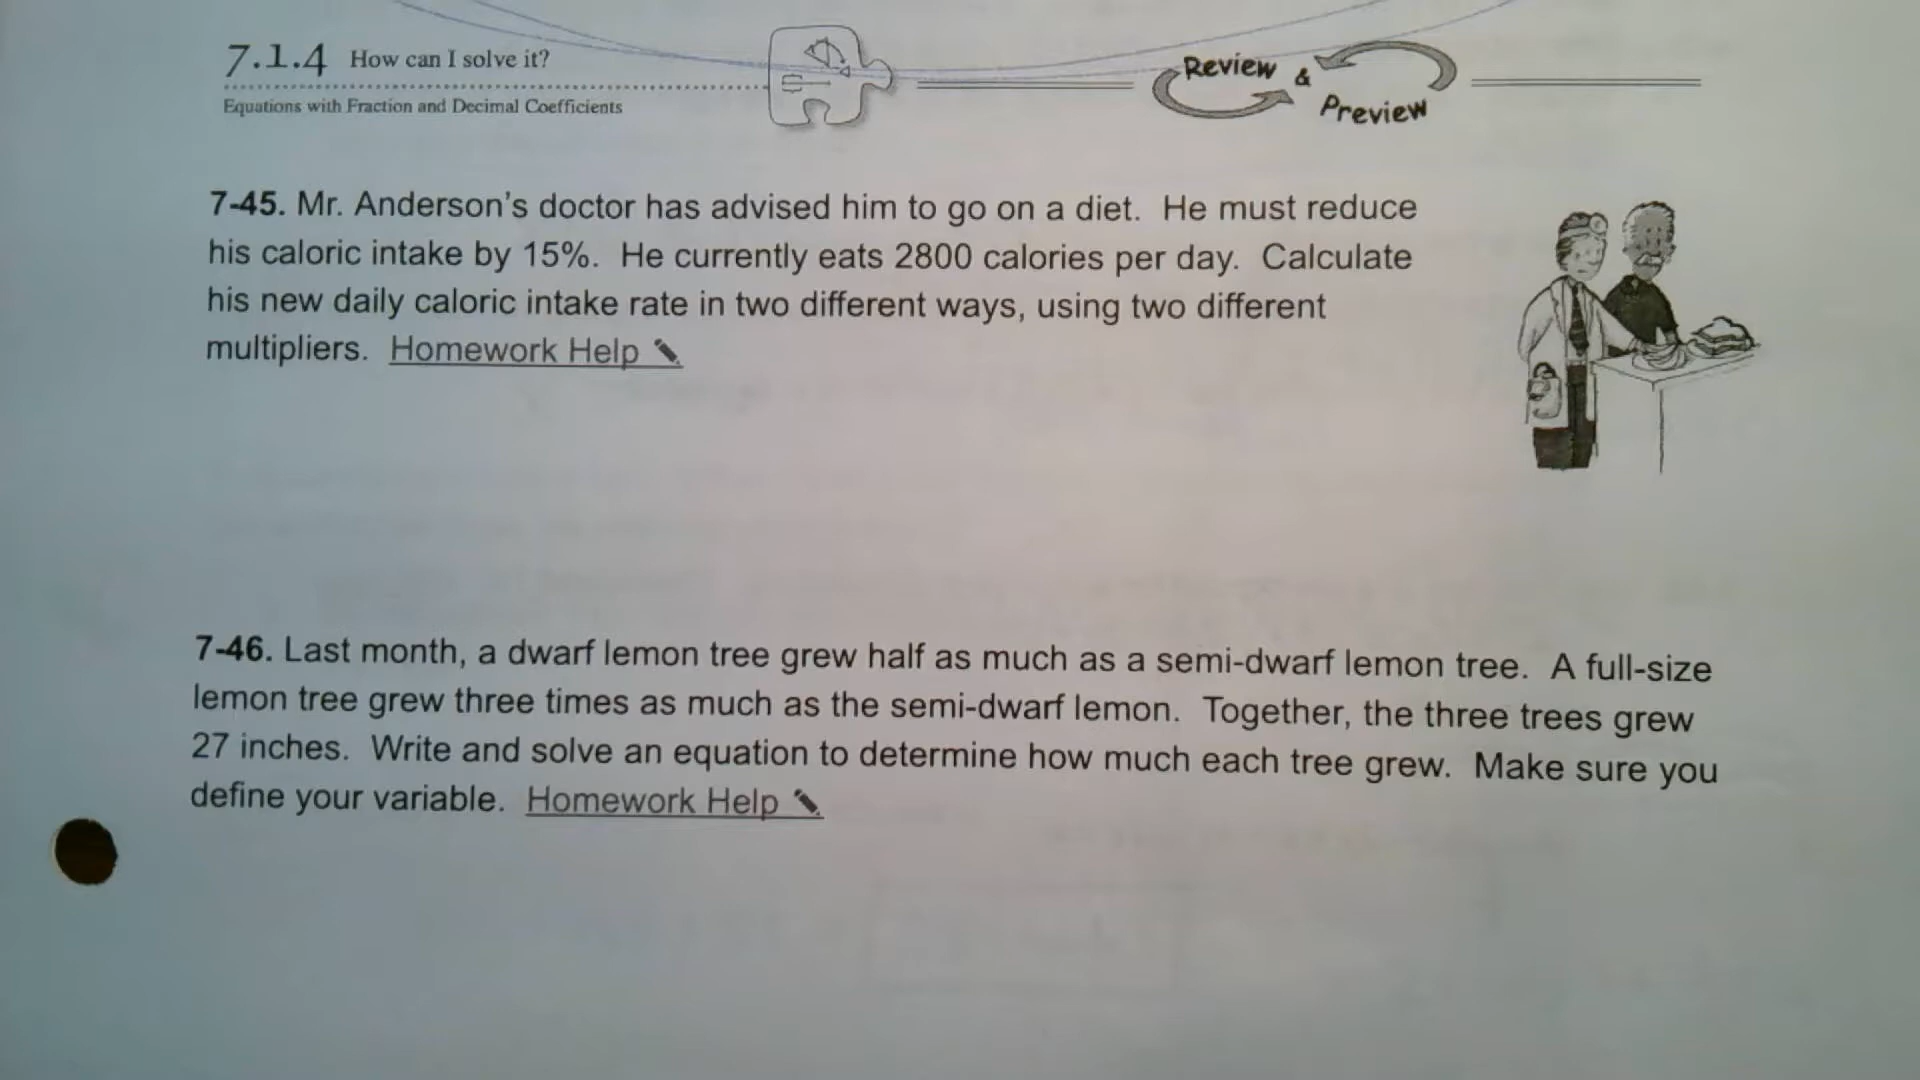 7.1.4 How can I solve it?
Equations with Fraction and Decimal Coefficients
Review &
Preview
7-45. Mr. Anderson's doctor has advised him to go on a diet. He must reduce
his caloric intake by 15%. He currently eats 2800 calories per day. Calculate
his new daily caloric intake rate in two different ways, using two different
multipliers. Homework Help
7-46. Last month, a dwarf lemon tree grew half as much as a semi-dwarf lemon tree. A full-size
lemon tree grew three times as much as the semi-dwarf lemon. Together, the three trees grew
27 inches. Write and solve an equation to determine how much each tree grew. Make sure you
define your variable. Homework Help